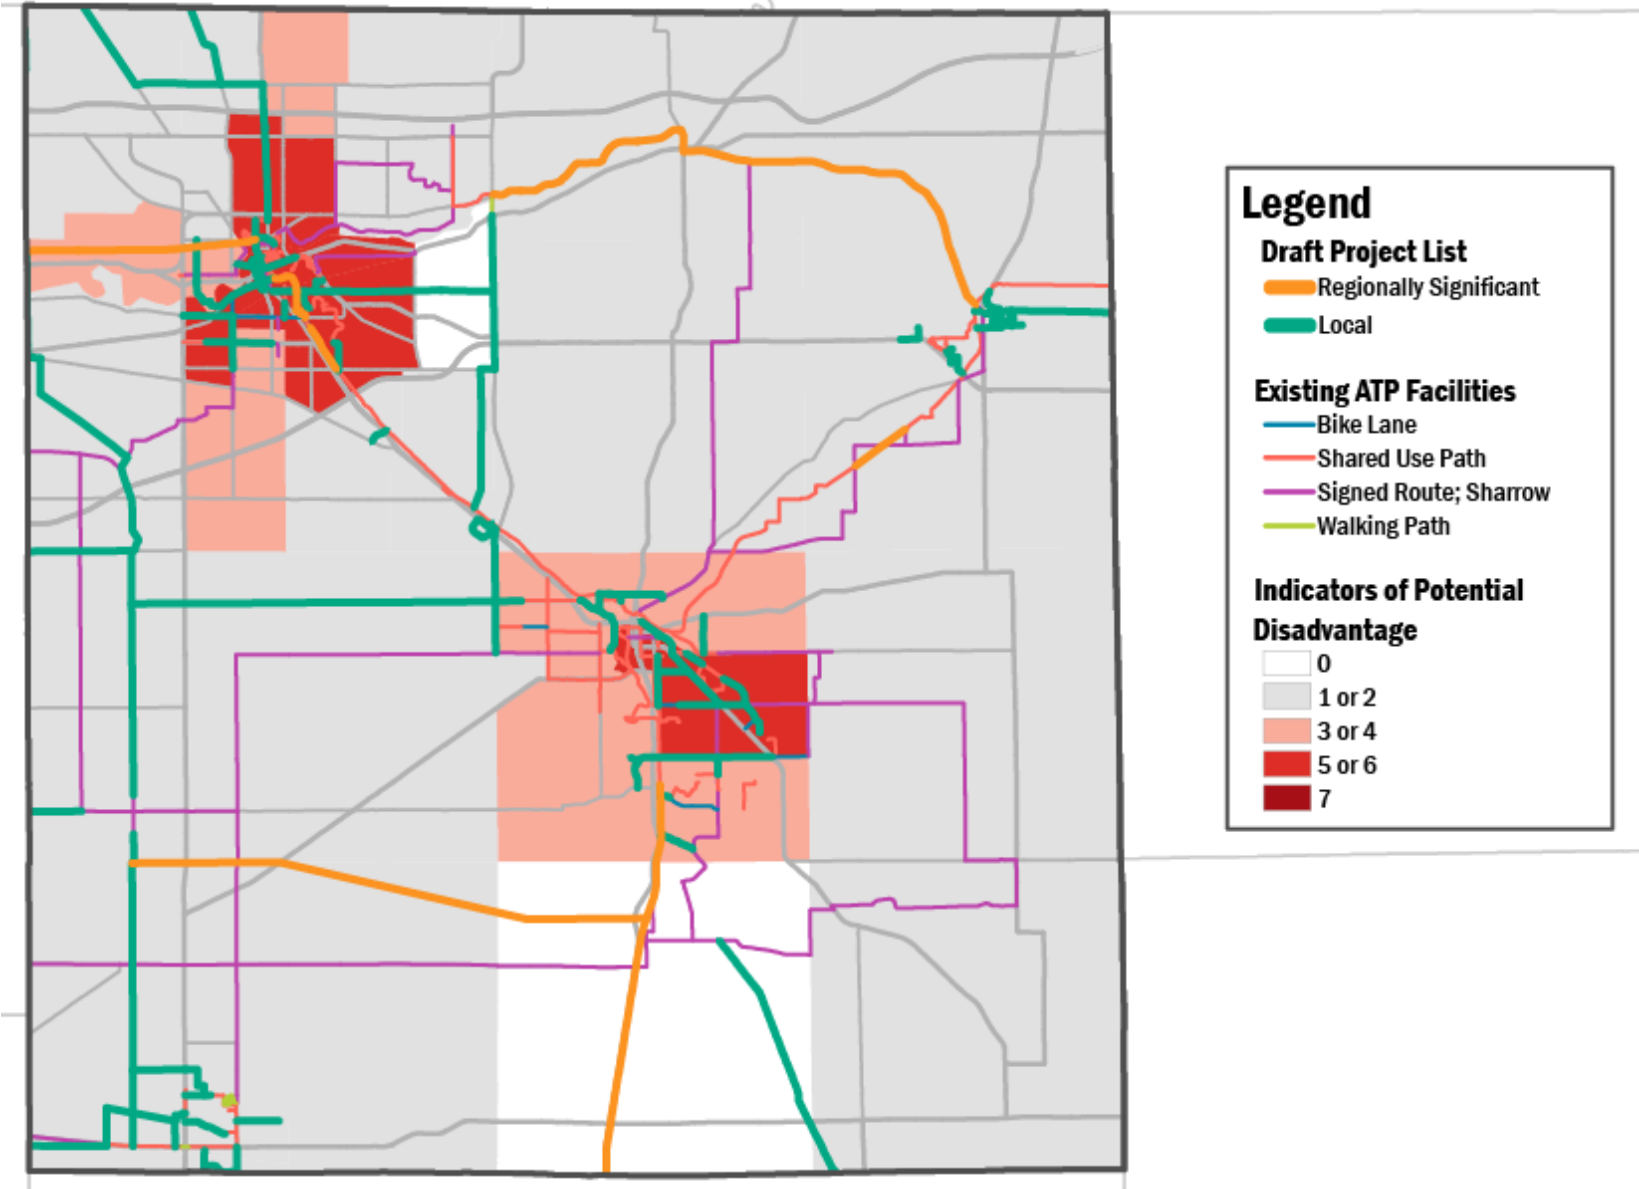 Legend
Draft Project List
Regionally Significant
Local
Existing ATP Facilities
Bike Lane
Shared Use Path
Signed Route; Sharrow
Walking Path
Indicators of Potential
Disadvantage
0
1 or 2
3 or 4
5 or 6
7